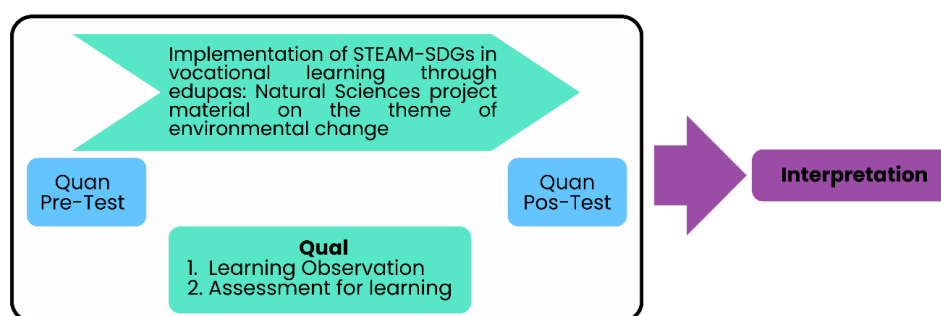 Implementation of STEAM-SDGs in
vocational learning through
edupas: Natural Sciences project
material on the theme of
environmental change
Quan
Pre-Test
Quan
Pos-Test
Interpretation
Qual
1. Learning Observation
2. Assessment for learning